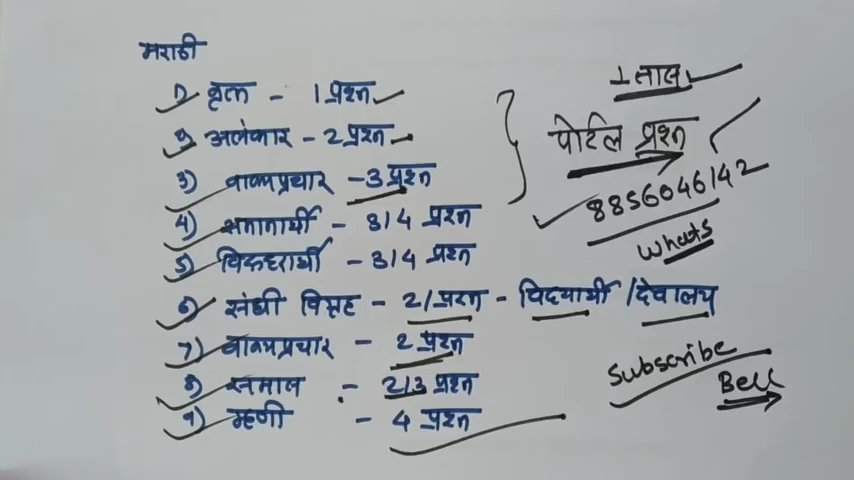 मराठी
1) वृत्त - 1 प्रश्न
2) अलंकार - 2 प्रश्न
3) वाक्यप्रचार - 3 प्रश्न
4) समानार्थी - 3/4 प्रश्न
5) विरुद्धार्थी - 3/4 प्रश्न
6) संधी विग्रह - 2/प्रश्न - विद्यार्थी /देवालय
7) वाक्यप्रचार - 2 प्रश्न
8) समास - 2/3 प्रश्न
9) म्हणी - 4 प्रश्न
1 तास
पोर्टल प्रश्न
8856046142
Whats
Subscribe
Bell